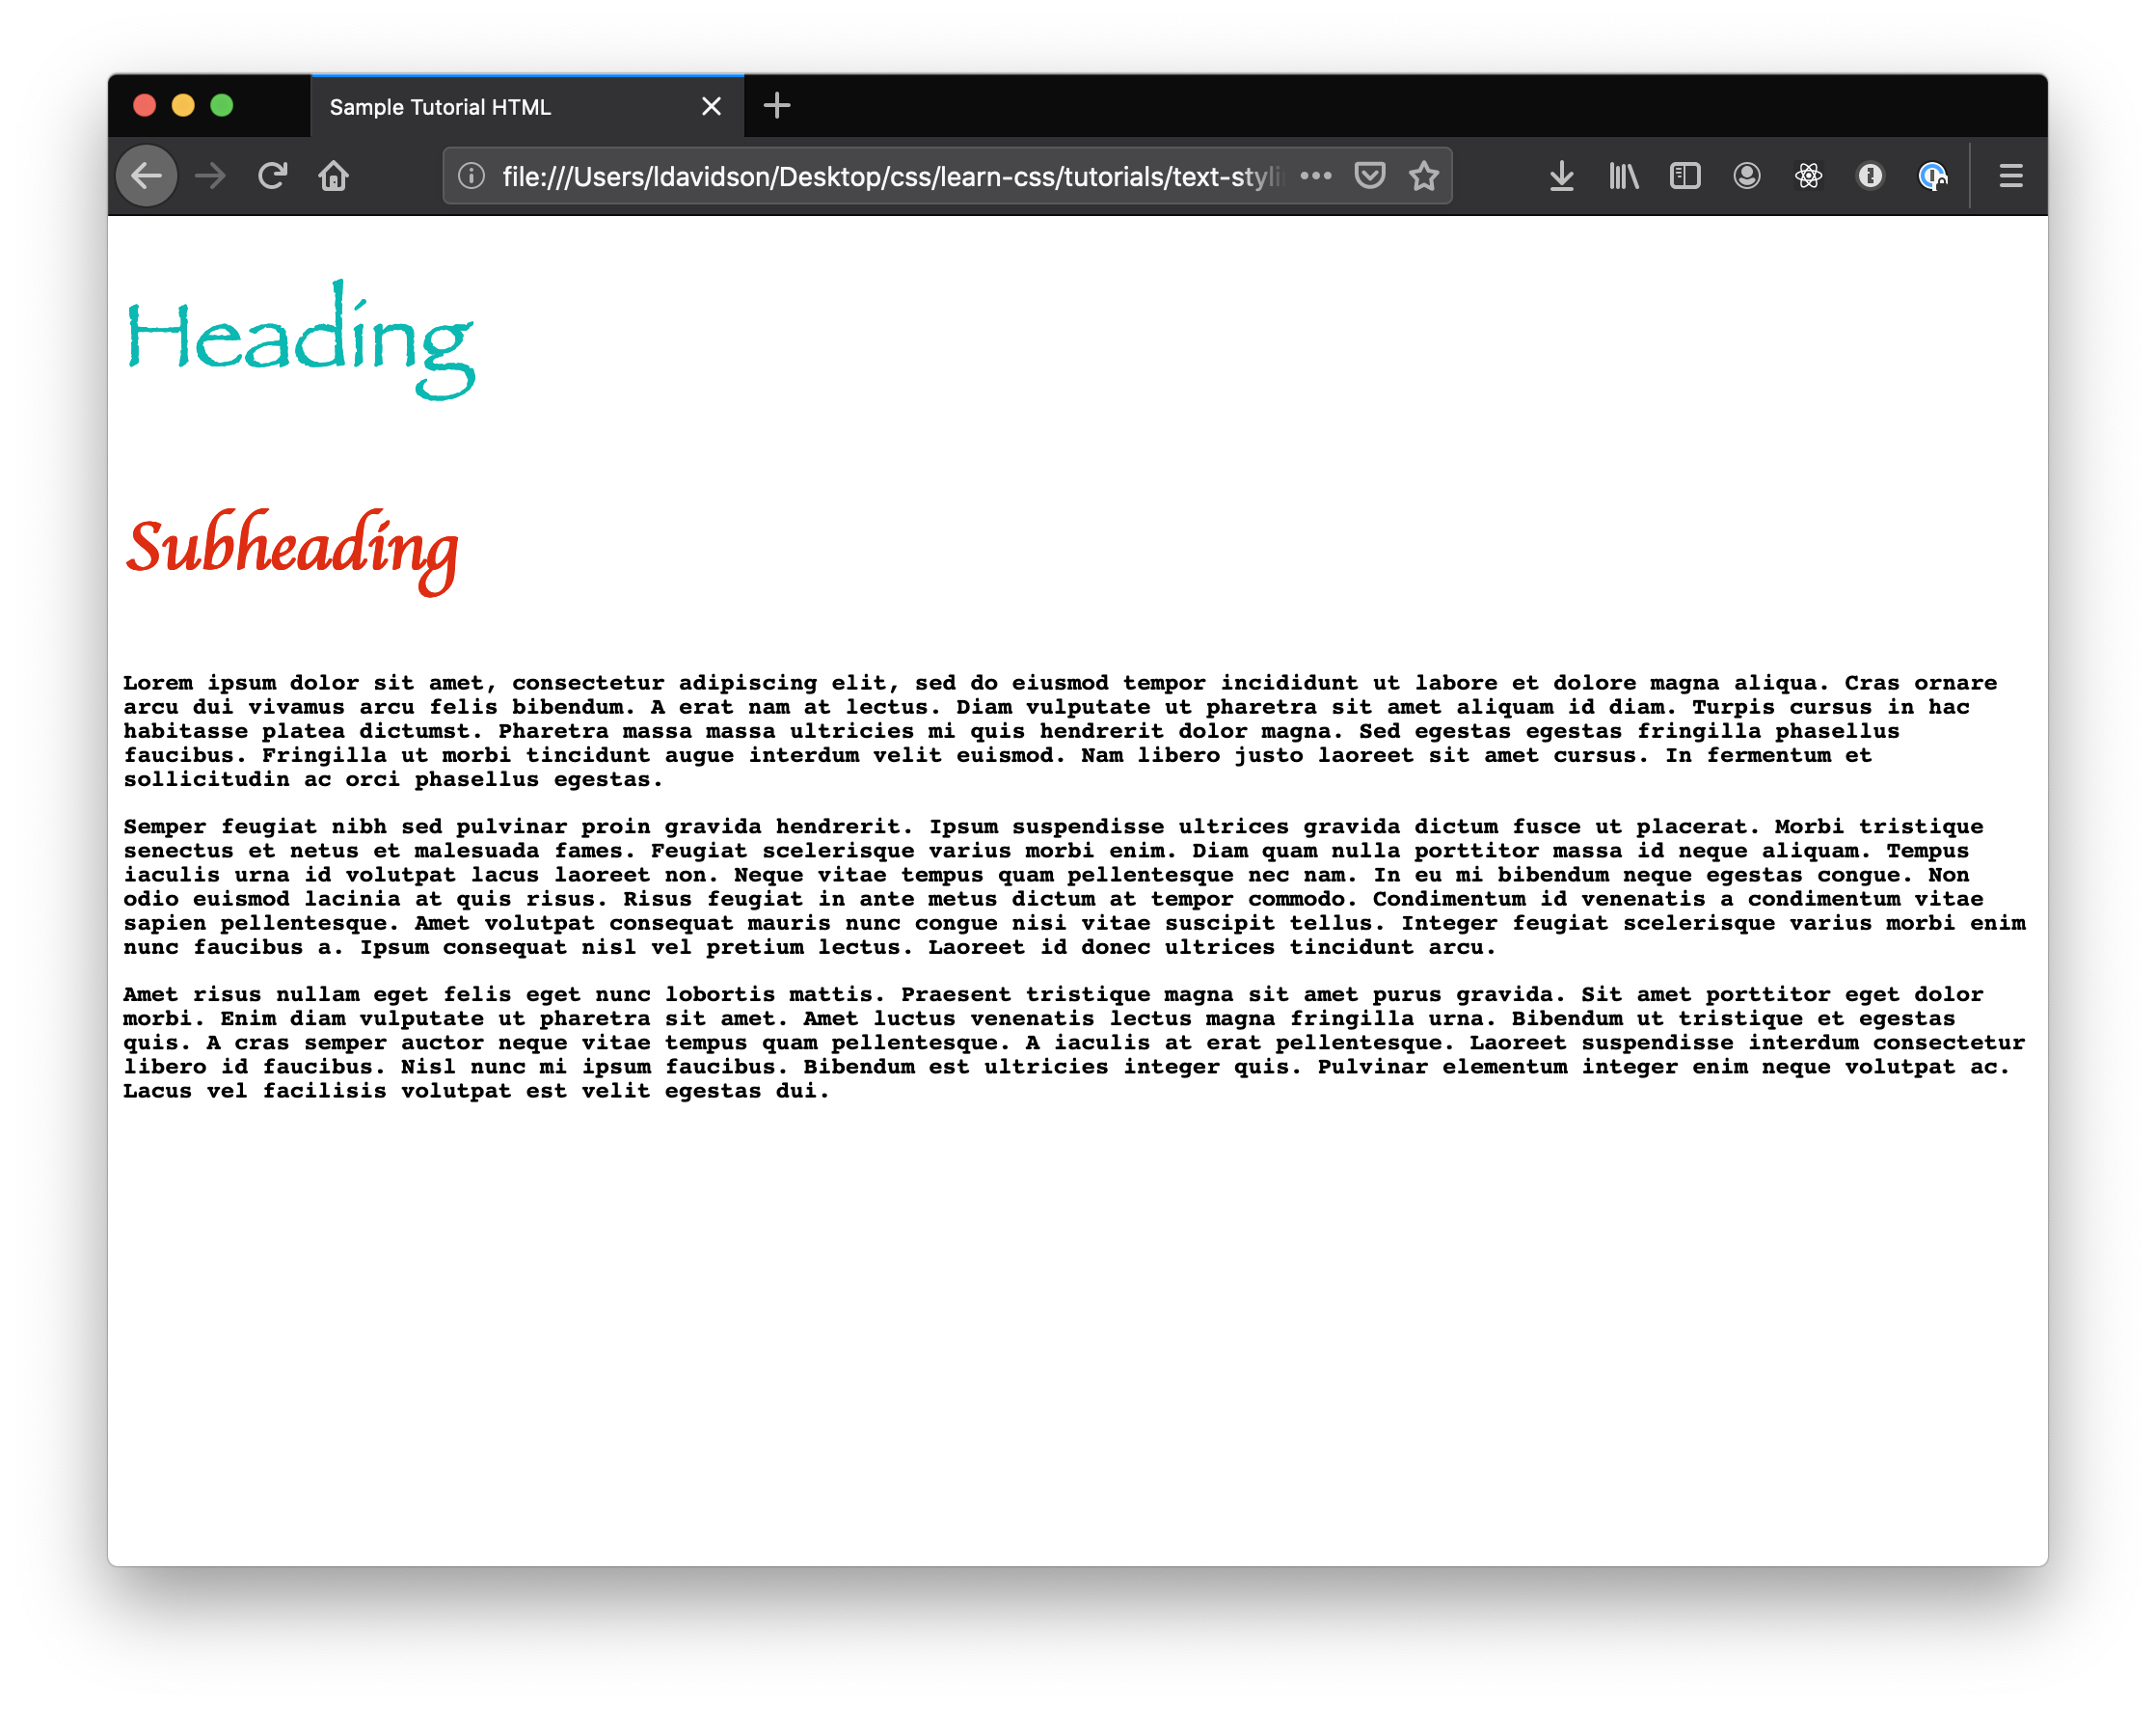 Sample Tutorial HTML
file:///Users/ldavidson/Desktop/css/learn-css/tutorials/text-styli
Heading
Subheading
Lorem ipsum dolor sit amet, consectetur adipiscing elit, sed do eiusmod tempor incididunt ut labore et dolore magna aliqua. Cras ornare
arcu dui vivamus arcu felis bibendum. A erat nam at lectus. Diam vulputate ut pharetra sit amet aliquam id diam. Turpis cursus in hac
habitasse platea dictumst. Pharetra massa massa ultricies mi quis hendrerit dolor magna. Sed egestas egestas fringilla phasellus
faucibus. Fringilla ut morbi tincidunt augue interdum velit euismod. Nam libero justo laoreet sit amet cursus. In fermentum et
sollicitudin ac orci phasellus egestas.
Semper feugiat nibh sed pulvinar proin gravida hendrerit. Ipsum suspendisse ultrices gravida dictum fusce ut placerat. Morbi tristique
senectus et netus et malesuada fames. Feugiat scelerisque varius morbi enim. Diam quam nulla porttitor massa id neque aliquam. Tempus
iaculis urna id volutpat lacus laoreet non. Neque vitae tempus quam pellentesque nec nam. In eu mi bibendum neque egestas congue. Non
odio euismod lacinia at quis risus. Risus feugiat in ante metus dictum at tempor commodo. Condimentum id venenatis a condimentum vitae
sapien pellentesque. Amet volutpat consequat mauris nunc congue nisi vitae suscipit tellus. Integer feugiat scelerisque varius morbi enim
nunc faucibus a. Ipsum consequat nisl vel pretium lectus. Laoreet id donec ultrices tincidunt arcu.
Amet risus nullam eget felis eget nunc lobortis mattis. Praesent tristique magna sit amet purus gravida. Sit amet porttitor eget dolor
morbi. Enim diam vulputate ut pharetra sit amet. Amet luctus venenatis lectus magna fringilla urna. Bibendum ut tristique et egestas
quis. A cras semper auctor neque vitae tempus quam pellentesque. A iaculis at erat pellentesque. Laoreet suspendisse interdum consectetur
libero id faucibus. Nisl nunc mi ipsum faucibus. Bibendum est ultricies integer quis. Pulvinar elementum integer enim neque volutpat ac.
Lacus vel facilisis volutpat est velit egestas dui.